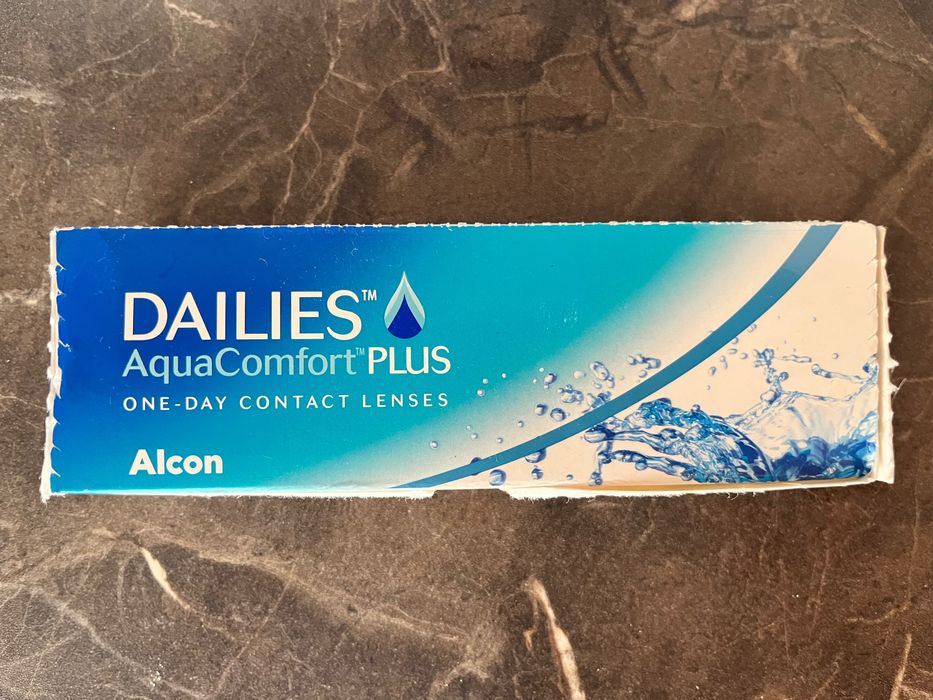 DAILIES™
AquaComfort™ PLUS
ONE-DAY CONTACT LENSES
Alcon